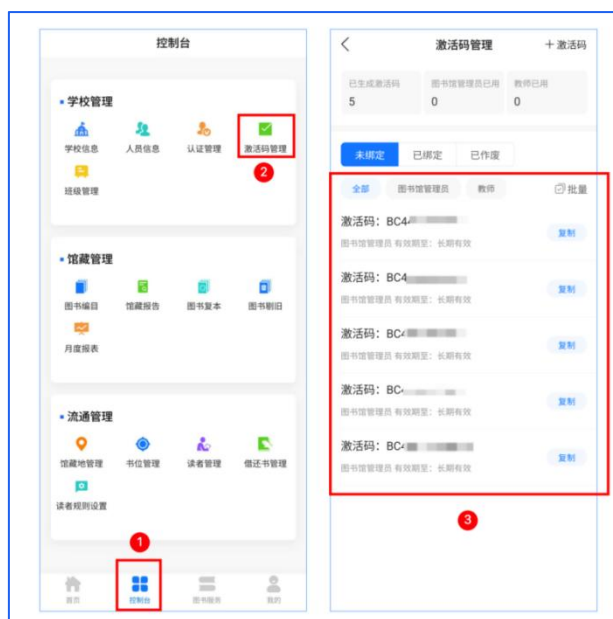 控制台
学校管理
学校信息 人员信息 认证管理 激活码管理
2
班级管理
馆藏管理
图书编目 馆藏报告 图书复本 图书剔旧
月度报表
流通管理
馆藏地管理 书位管理 读者管理 借还书管理
读者规则设置
1
首页 控制台 图书服务 我的
激活码管理 + 激活码
已生成激活码 图书馆管理员已用 教师已用
5 0 0
未绑定 已绑定 已作废
全部 图书馆管理员 教师 批量
激活码：BC44
复制
图书馆管理员 有效期至：长期有效
激活码：BC4
复制
图书馆管理员 有效期至：长期有效
激活码：BC4
复制
图书馆管理员 有效期至：长期有效
激活码：BC
复制
图书馆管理员 有效期至：长期有效
激活码：BC4
复制
图书馆管理员 有效期至：长期有效
3